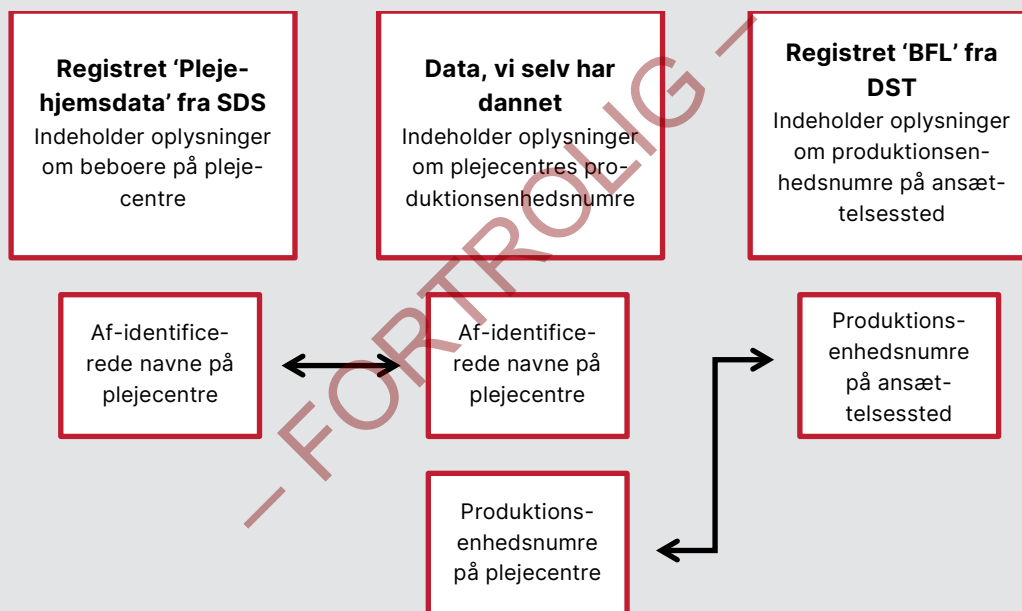 Registret ‘Pleje-
hjemsdata’ fra SDS
Indeholder oplysninger
om beboere på pleje-
centre
Data, vi selv har
dannet
Indeholder oplysninger
om plejecentres pro-
duktionsenhedsnumre
Registret ‘BFL’ fra
DST
Indeholder oplysninger
om produktionsen-
hedsnumre på ansæt-
telsessted
Af-identifice-
rede navne på
plejecentre
Af-identifice-
rede navne på
plejecentre
Produktions-
enhedsnumre
på ansæt-
telsessted
Produktions-
enhedsnumre
på plejecentre
– FORTROLIG –